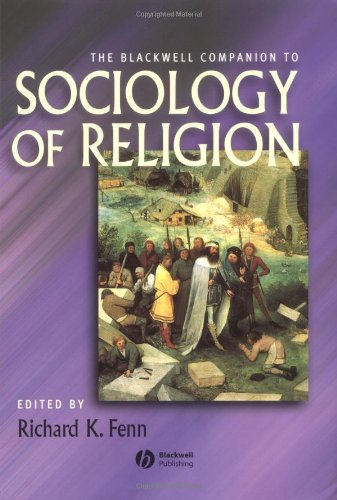 THE BLACKWELL COMPANION TO
SOCIOLOGY
OF RELIGION
EDITED BY
Richard K. Fenn
Blackwell
Publishing